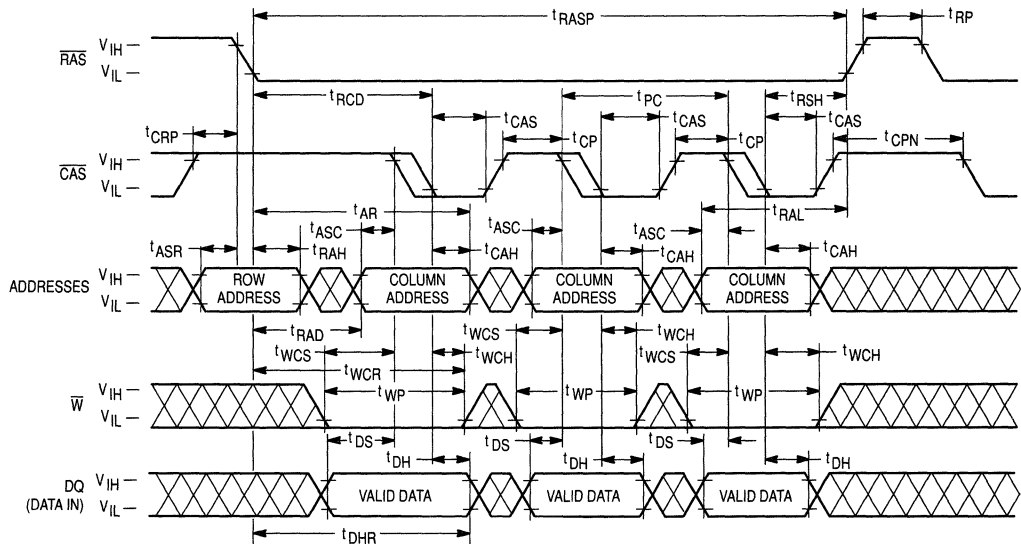 tRASP tRP
RAS VIH
VIL
tRCD tPC tRSH
tCRP tCAS tCP tCAS tCP tCAS tCPN
CAS VIH
VIL
tAR tRAL
tASR tRAH tASC tCAH tASC tCAH tASC tCAH
ADDRESSES VIH
VIL
ROW ADDRESS COLUMN ADDRESS COLUMN ADDRESS COLUMN ADDRESS
tRAD
tWCS tWCH tWCS tWCH tWCS tWCH
tWCR
tWP tWP tWP
W VIH
VIL
tDS tDS tDS
tDH tDH tDH
DQ (DATA IN) VIH
VIL
VALID DATA VALID DATA VALID DATA
tDHR